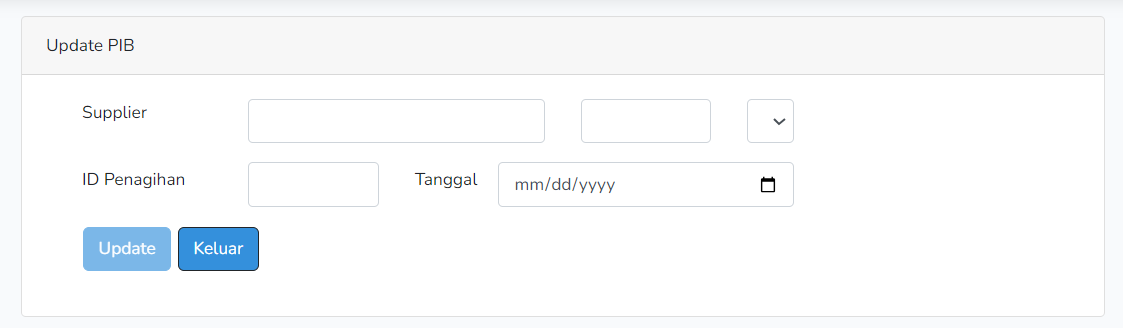 Update PIB
Supplier
ID Penagihan Tanggal mm/dd/yyyy
Update Keluar